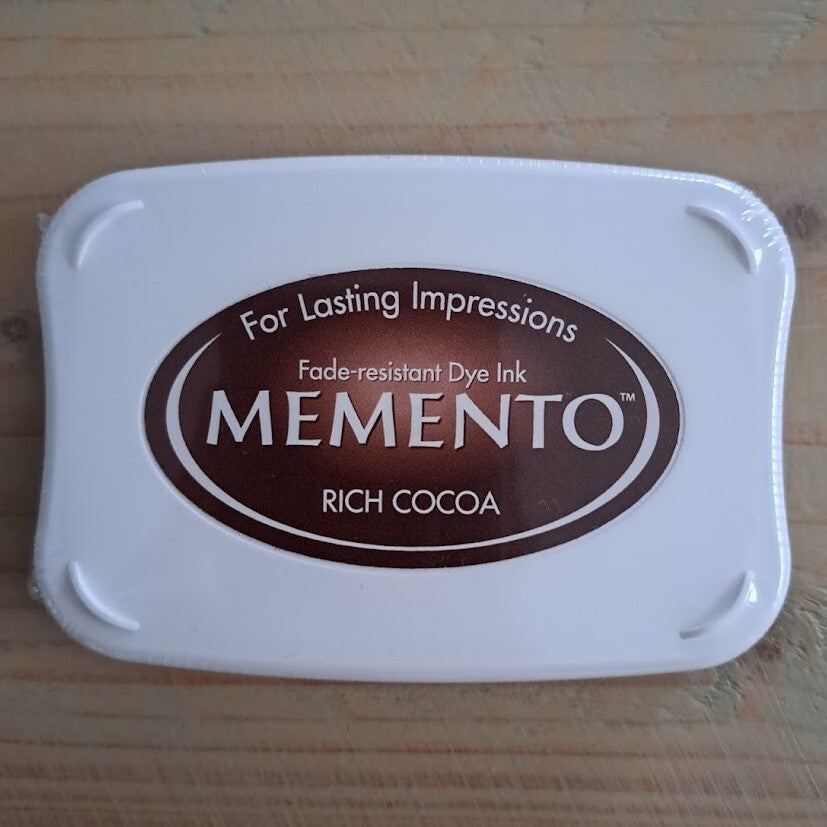 For Lasting Impressions
Fade-resistant Dye Ink
MEMENTO™
RICH COCOA